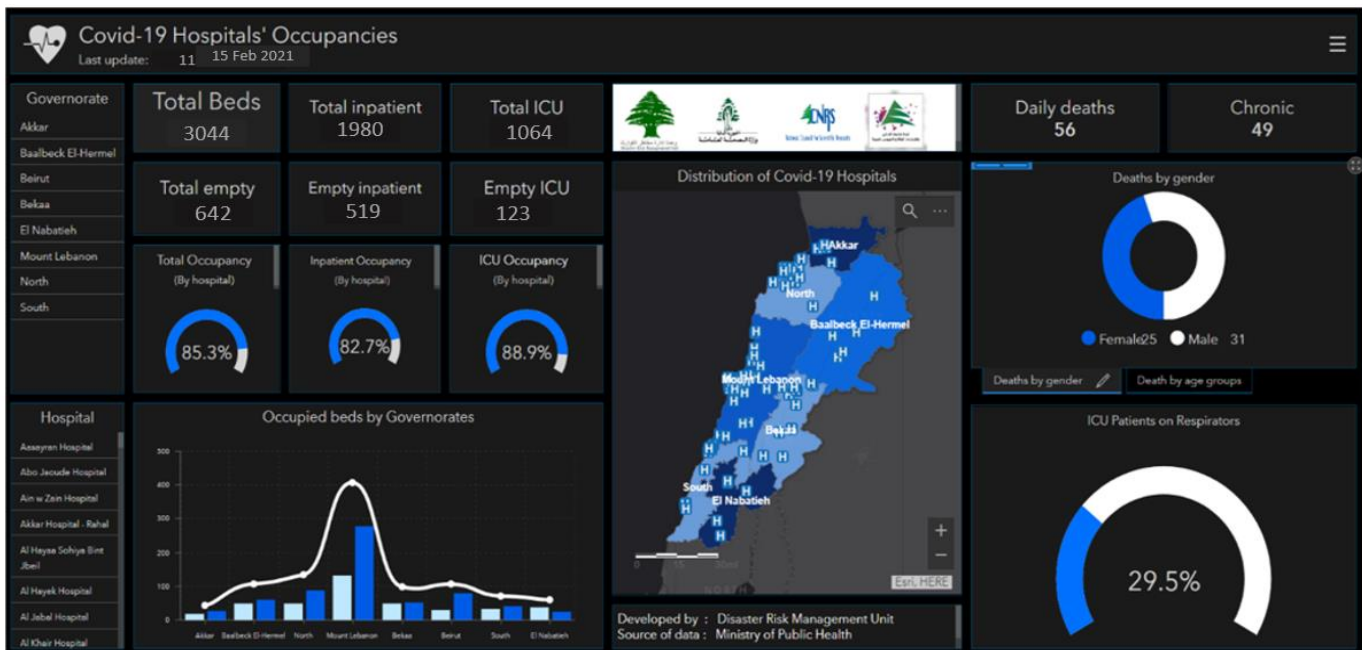 Covid-19 Hospitals' Occupancies
Last update: 11 15 Feb 2021
Governorate
Akkar
Baalbeck El-Hermel
Beirut
Bekaa
El Nabatieh
Mount Lebanon
North
South
Total Beds
3044
Total inpatient
1980
Total ICU
1064
Total empty
642
Empty inpatient
519
Empty ICU
123
Total Occupancy
(By hospital)
85.3%
Inpatient Occupancy
(By hospital)
82.7%
ICU Occupancy
(By hospital)
88.9%
CNRS
Daily deaths
56
Chronic
49
Distribution of Covid-19 Hospitals
Akkar
North
Baalbeck El-Hermel
Mount Lebanon
Bekaa
South
El Nabatieh
0 15 30mi
Esri, HERE
Deaths by gender
Female25 Male 31
Deaths by gender Death by age groups
Hospital
Assayran Hospital
Abo Jaoude Hospital
Ain w Zain Hospital
Akkar Hospital - Rahal
Al Hayaa Sohiya Bint
Jbeil
Al Hayek Hospital
Al Jabal Hospital
Al Khair Hospital
Occupied beds by Governorates
500
400
300
200
100
0
Akkar Baalbeck El-Hermel North Mount Lebanon Bekaa Beirut South El Nabatieh
Developed by : Disaster Risk Management Unit
Source of data : Ministry of Public Health
ICU Patients on Respirators
29.5%